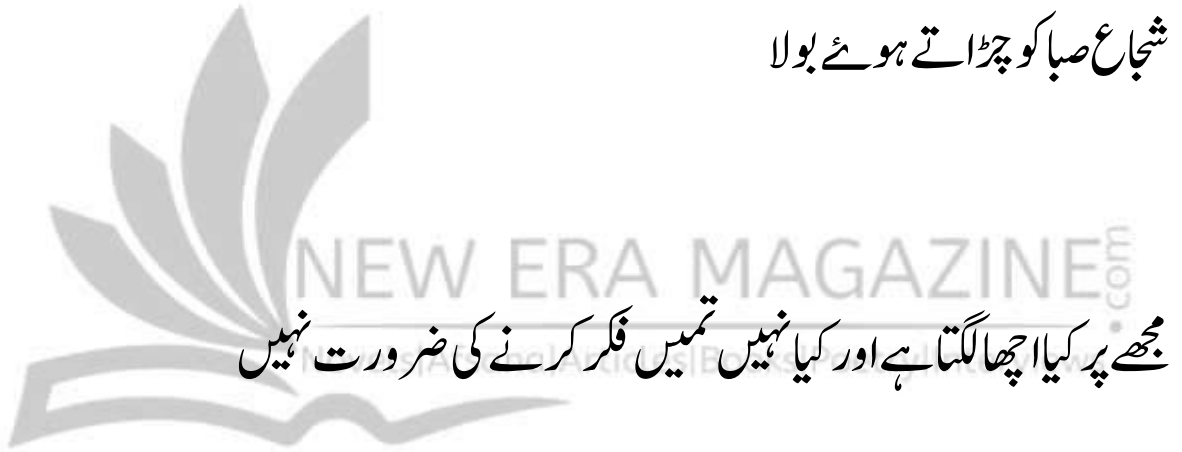 شجاع صبا کو چڑاتے ہوئے بولا
NEW ERA MAGAZINE.com
مجھے پر کیا اچھا لگتا ہے اور کیا نہیں تمیں فکر کرنے کی ضرورت نہیں